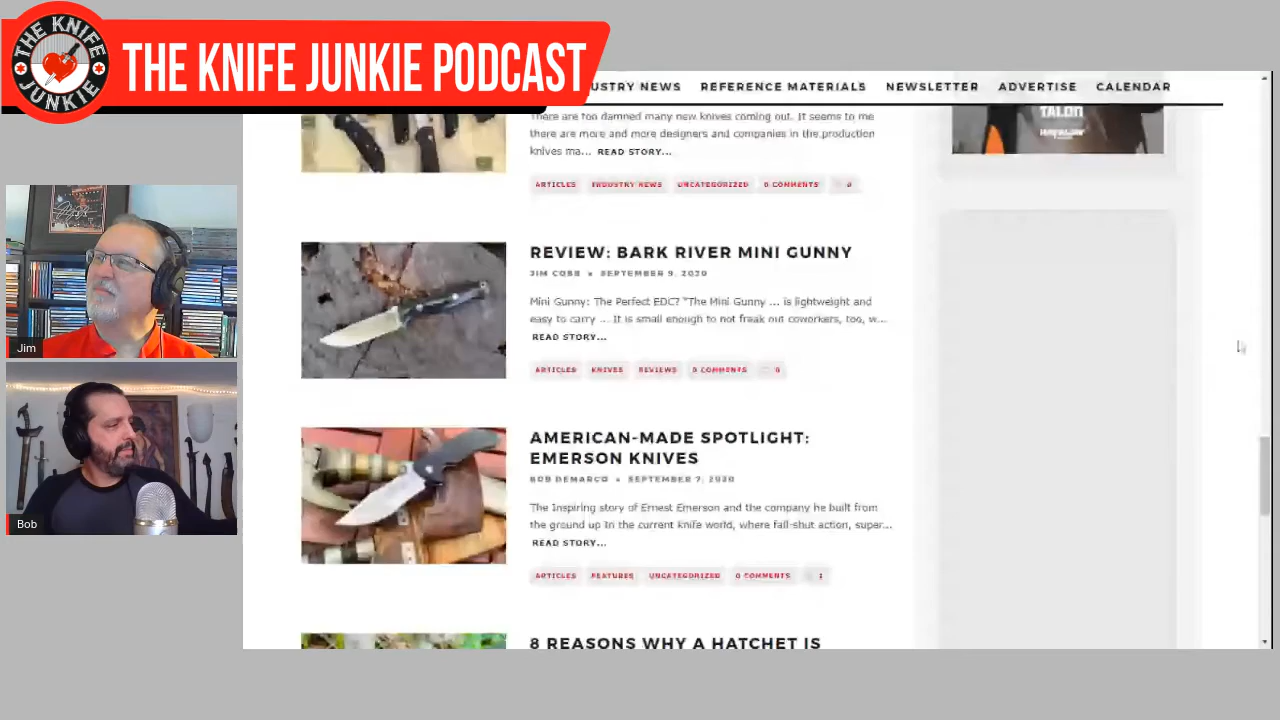 THE KNIFE JUNKIE PODCAST
THE KNIFE
JUNKIE
USTRY NEWS REFERENCE MATERIALS NEWSLETTER ADVERTISE CALENDAR
There are too damned many new knives coming out. It seems to me
there are more and more designers and companies in the production
knives ma... READ STORY...
ARTICLES INDUSTRY NEWS UNCATEGORIZED 0 COMMENTS 0
TALON
REVIEW: BARK RIVER MINI GUNNY
JIM COBB • SEPTEMBER 9, 2020
Mini Gunny: The Perfect EDC? "The Mini Gunny ... is lightweight and
easy to carry ... It is small enough to not freak out coworkers, too, w...
READ STORY...
ARTICLES KNIVES REVIEWS 0 COMMENTS 0
Jim
AMERICAN-MADE SPOTLIGHT:
EMERSON KNIVES
BOB DEMARCO • SEPTEMBER 7, 2020
The Inspiring story of Ernest Emerson and the company he built from
the ground up In the current knife world, where fail-shut action, super...
READ STORY...
ARTICLES FEATURES UNCATEGORIZED 0 COMMENTS 1
Bob
8 REASONS WHY A HATCHET IS